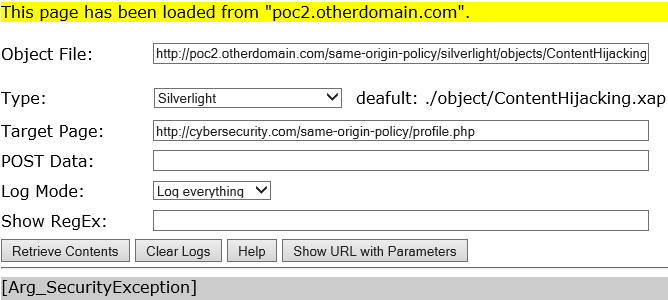 This page has been loaded from "poc2.otherdomain.com".
Object File: http://poc2.otherdomain.com/same-origin-policy/silverlight/objects/ContentHijacking
Type: Silverlight deafult: ./object/ContentHijacking.xap
Target Page: http://cybersecurity.com/same-origin-policy/profile.php
POST Data:
Log Mode: Log everything
Show RegEx:
Retrieve Contents Clear Logs Help Show URL with Parameters
[Arg_SecurityException]